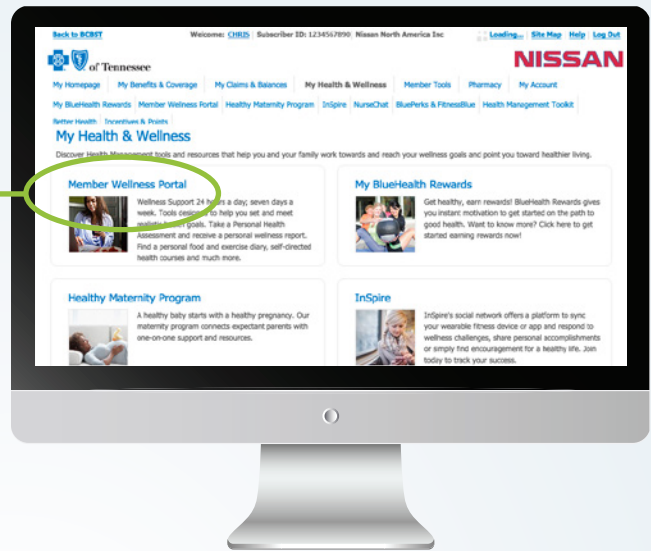 Back to BCBST Welcome: CHRIS Subscriber ID: 1234567890 Nissan North America Inc Loading... Site Map Help Log Out
of Tennessee
NISSAN
My Homepage My Benefits & Coverage My Claims & Balances My Health & Wellness Member Tools Pharmacy My Account
My BlueHealth Rewards Member Wellness Portal Healthy Maternity Program InSpire NurseChat BluePerks & FitnessBlue Health Management Toolkit
Better Health Incentives & Points
My Health & Wellness
Discover Health Management tools and resources that help you and your family work towards and reach your wellness goals and point you toward healthier living.
Member Wellness Portal
Wellness Support 24 hours a day; seven days a
week. Tools designed to help you set and meet
realistic health goals. Take a Personal Health
Assessment and receive a personal wellness report.
Find a personal food and exercise diary, self-directed
health courses and much more.
My BlueHealth Rewards
Get healthy, earn rewards! BlueHealth Rewards gives
you instant motivation to get started on the path to
good health. Want to know more? Click here to get
started earning rewards now!
Healthy Maternity Program
A healthy baby starts with a healthy pregnancy. Our
maternity program connects expectant parents with
one-on-one support and resources.
InSpire
InSpire's social network offers a platform to sync
your wearable fitness device or app and respond to
wellness challenges, share personal accomplishments
or simply find encouragement for a healthy life. Join
today to track your success.